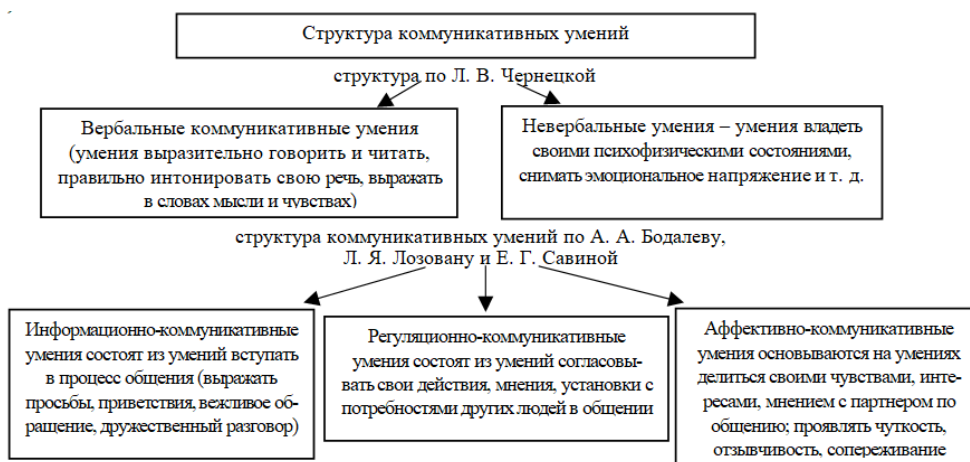 Структура коммуникативных умений
структура по Л. В. Чернецкой
Вербальные коммуникативные умения
(умения выразительно говорить и читать,
правильно интонировать свою речь, выражать
в словах мысли и чувствах)
Невербальные умения – умения владеть
своими психофизическими состояниями,
снимать эмоциональное напряжение и т. д.
структура коммуникативных умений по А. А. Бодалеву,
Л. Я. Лозовану и Е. Г. Савиной
Информационно-коммуникативные
умения состоят из умений вступать
в процесс общения (выражать
просьбы, приветствия, вежливое об-
ращение, дружественный разговор)
Регуляционно-коммуникативные
умения состоят из умений согласовы-
вать свои действия, мнения, установки с
потребностями других людей в общении
Аффективно-коммуникативные
умения основываются на умениях
делиться своими чувствами, инте-
ресами, мнением с партнером по
общению; проявлять чуткость,
отзывчивость, сопереживание